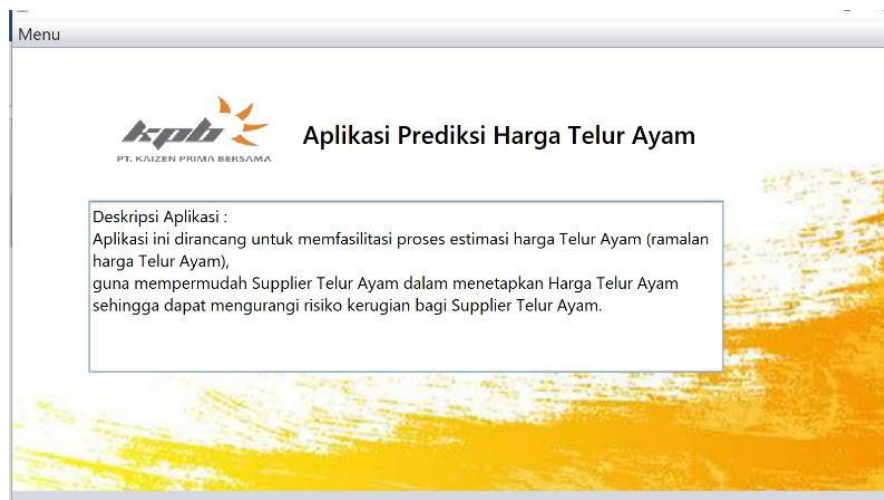 Menu
kpb
PT. KAIZEN PRIMA BERSAMA
Aplikasi Prediksi Harga Telur Ayam
Deskripsi Aplikasi :
Aplikasi ini dirancang untuk memfasilitasi proses estimasi harga Telur Ayam (ramalan
harga Telur Ayam),
guna mempermudah Supplier Telur Ayam dalam menetapkan Harga Telur Ayam
sehingga dapat mengurangi risiko kerugian bagi Supplier Telur Ayam.